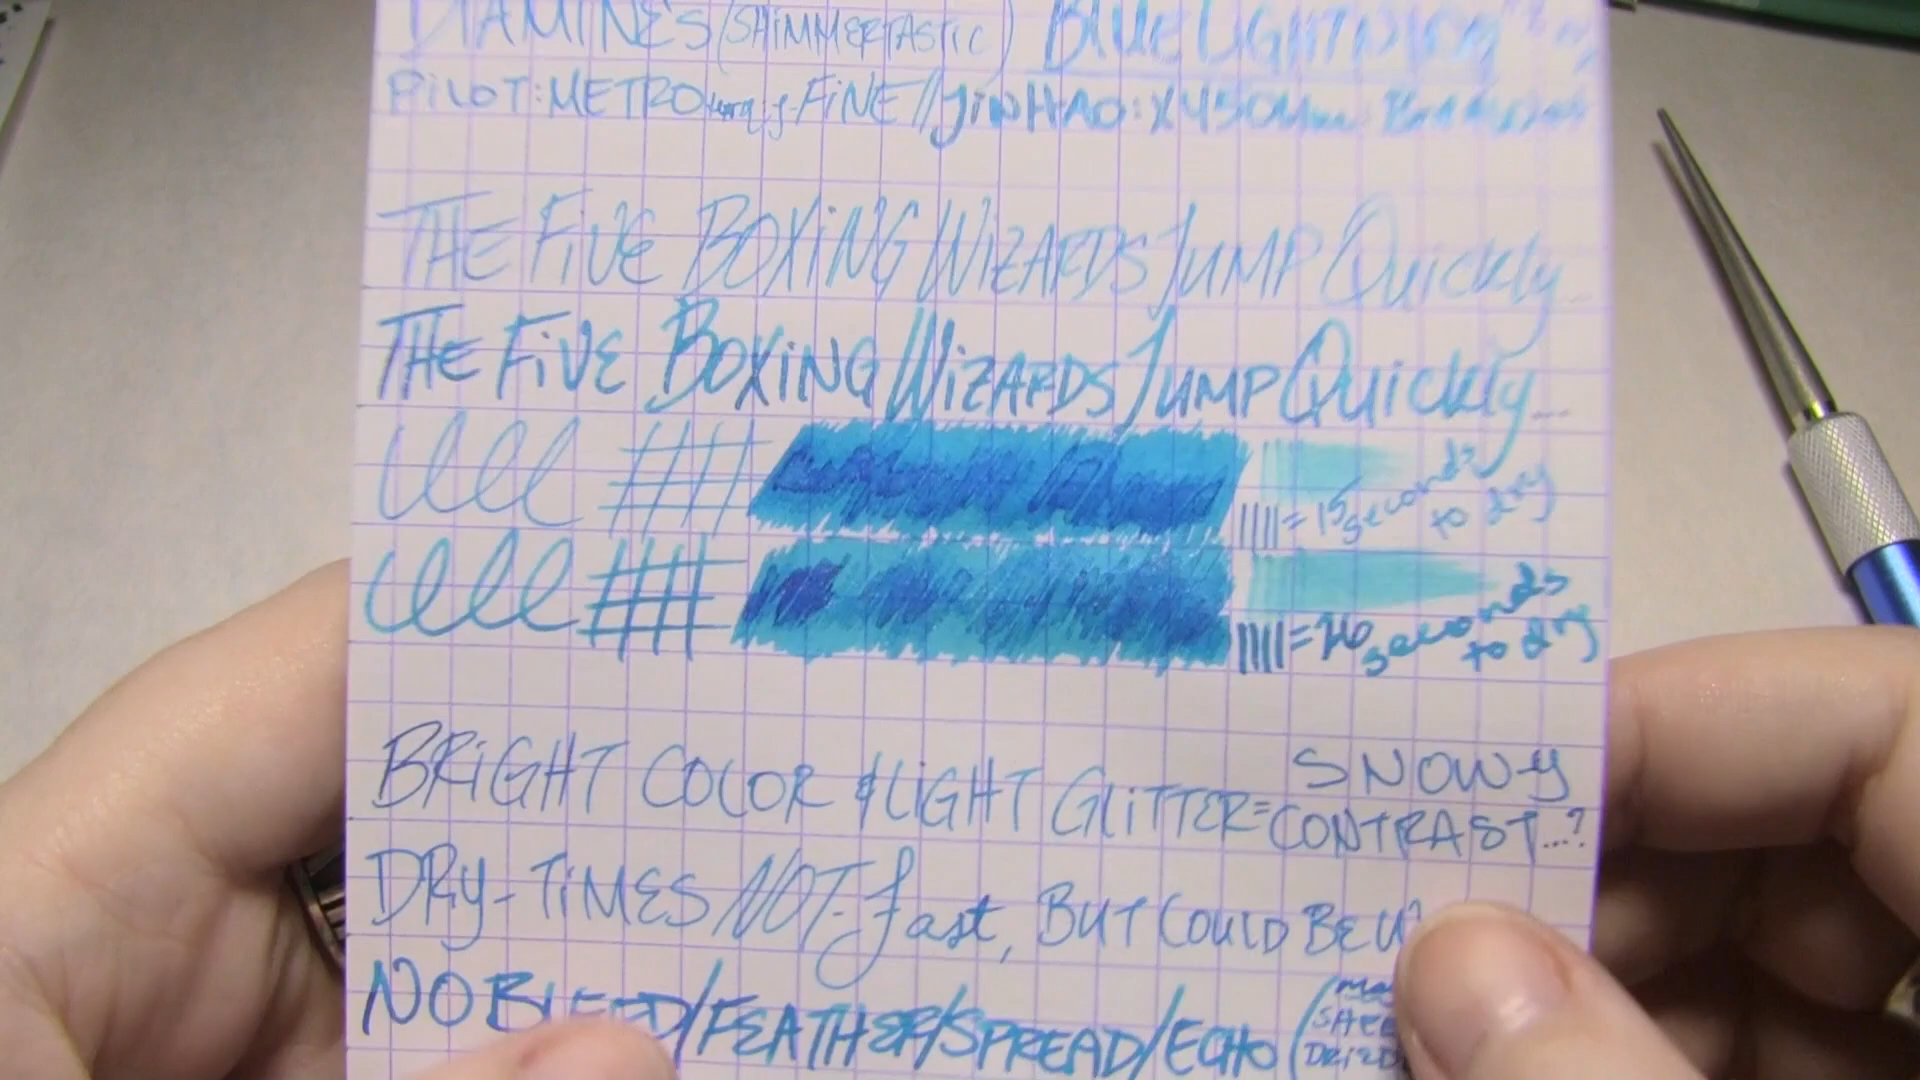 DIAMINE'S (SHIMMERTASTIC) BLUE LIGHTNING
PILOT: METRO FINE // JINHAO: X450
THE FIVE BOXING WIZARDS JUMP Quickly...
THE FIVE BOXING WIZARDS JUMP Quickly...
= 15 seconds to dry
= 26 seconds to dry
BRIGHT COLOR & LIGHT GLITTER = SNOWY CONTRAST...?
DRY-TIMES NOT-fast, BUT COULD BE
NO BLEED/FEATHER/SPREAD/ECHO (